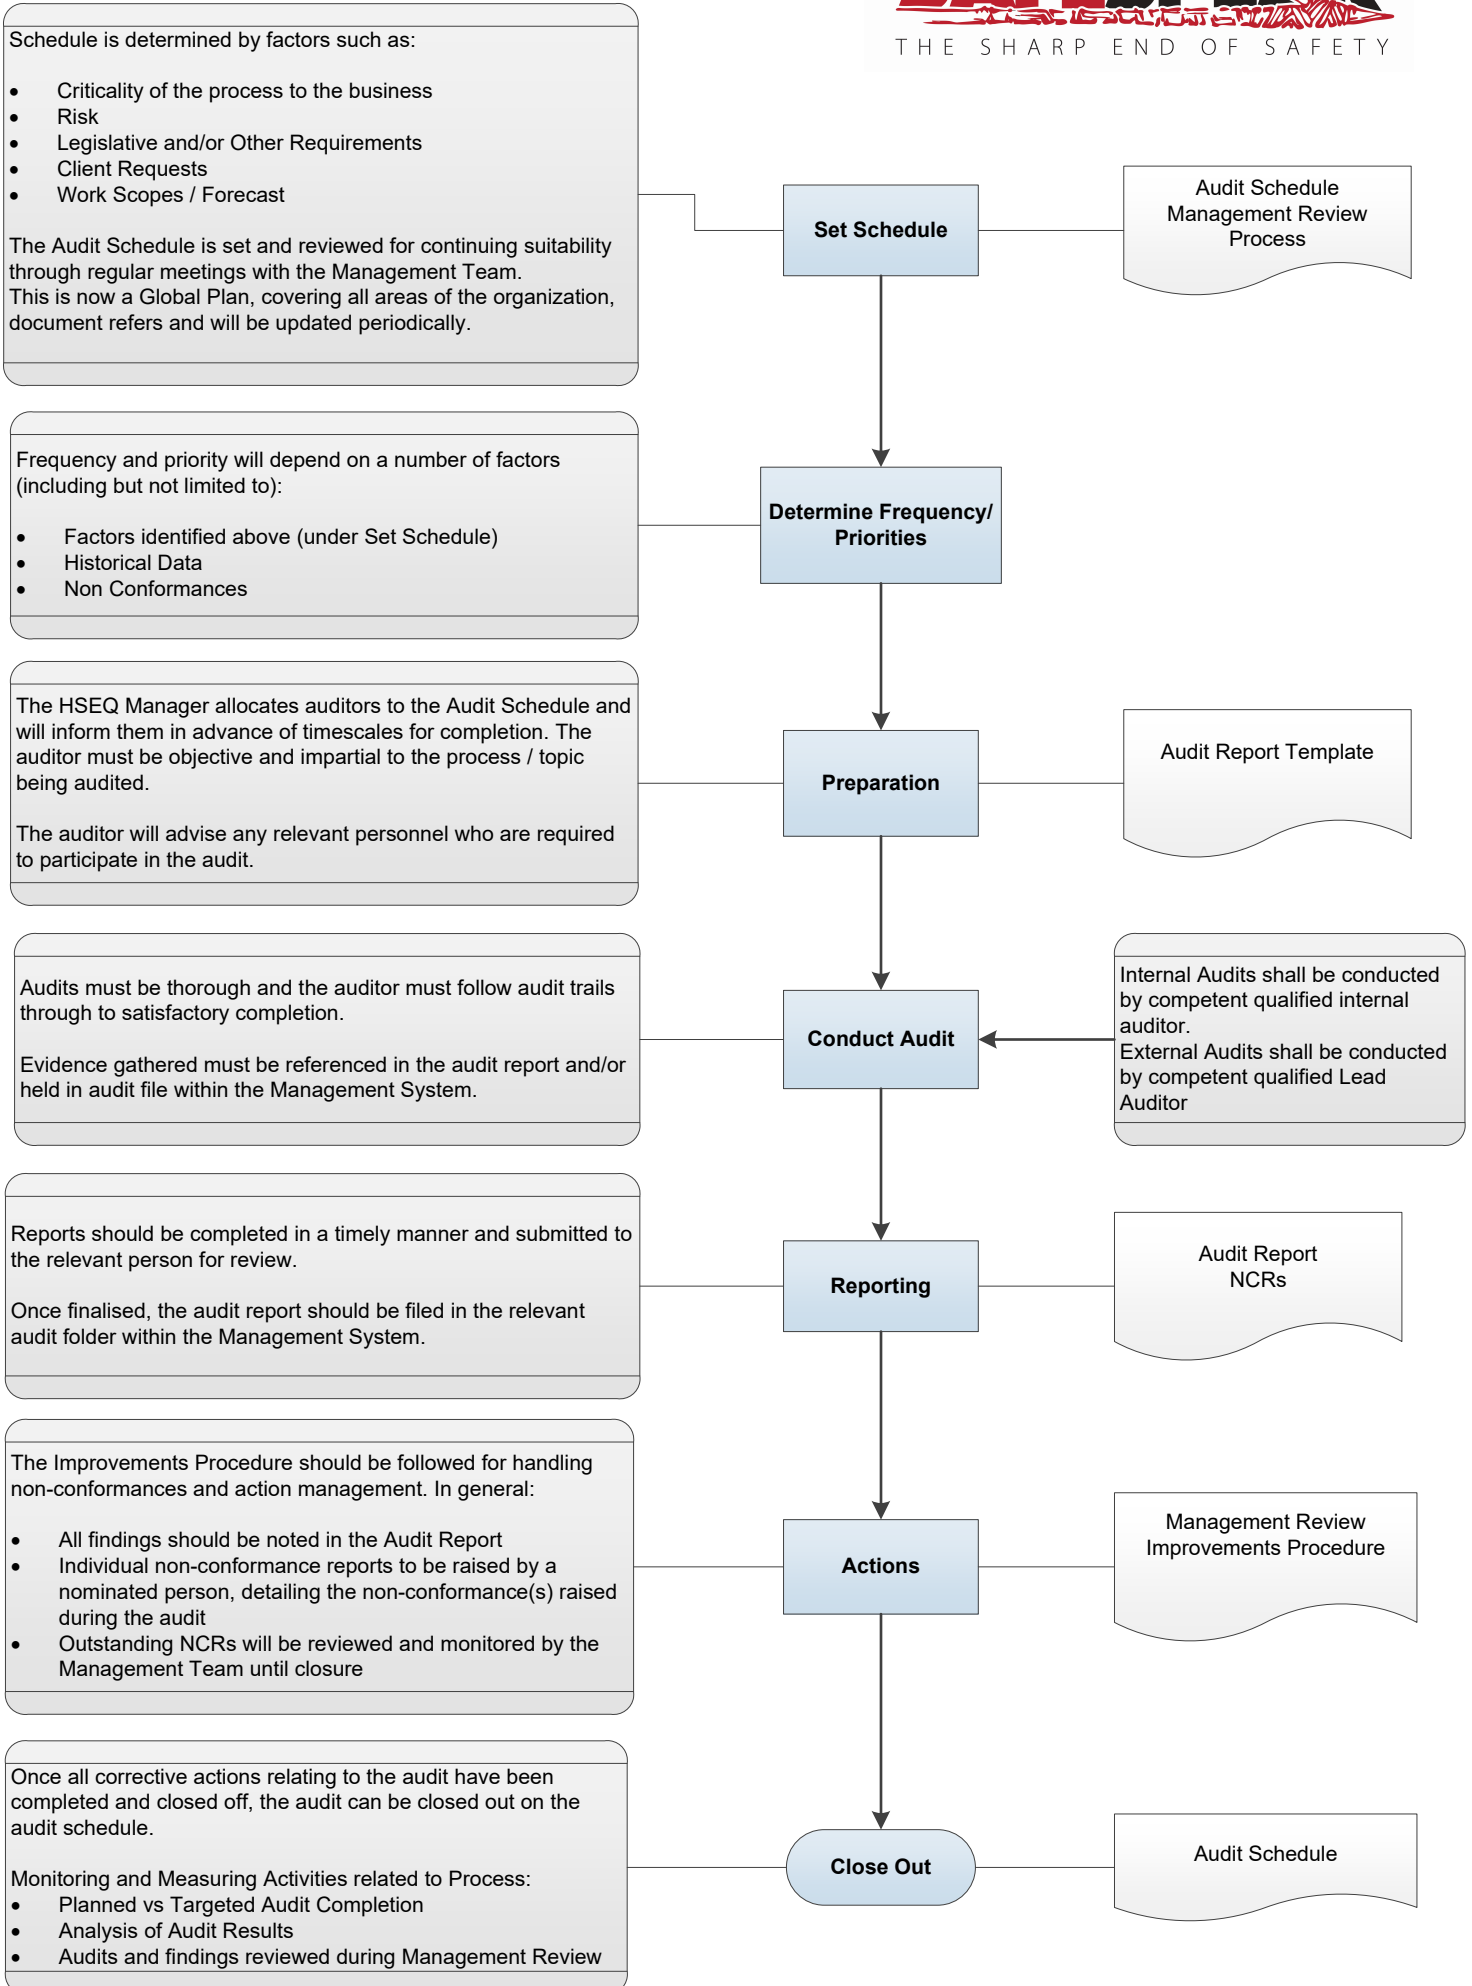 THE SHARP END OF SAFETY
Schedule is determined by factors such as:
• Criticality of the process to the business
• Risk
• Legislative and/or Other Requirements
• Client Requests
• Work Scopes / Forecast
The Audit Schedule is set and reviewed for continuing suitability
through regular meetings with the Management Team.
This is now a Global Plan, covering all areas of the organization,
document refers and will be updated periodically.
Set Schedule
Audit Schedule
Management Review
Process
Frequency and priority will depend on a number of factors
(including but not limited to):
• Factors identified above (under Set Schedule)
• Historical Data
• Non Conformances
Determine Frequency/
Priorities
The HSEQ Manager allocates auditors to the Audit Schedule and
will inform them in advance of timescales for completion. The
auditor must be objective and impartial to the process / topic
being audited.
The auditor will advise any relevant personnel who are required
to participate in the audit.
Preparation
Audit Report Template
Audits must be thorough and the auditor must follow audit trails
through to satisfactory completion.
Evidence gathered must be referenced in the audit report and/or
held in audit file within the Management System.
Conduct Audit
Internal Audits shall be conducted
by competent qualified internal
auditor.
External Audits shall be conducted
by competent qualified Lead
Auditor
Reports should be completed in a timely manner and submitted to
the relevant person for review.
Once finalised, the audit report should be filed in the relevant
audit folder within the Management System.
Reporting
Audit Report
NCRs
The Improvements Procedure should be followed for handling
non-conformances and action management. In general:
• All findings should be noted in the Audit Report
• Individual non-conformance reports to be raised by a
nominated person, detailing the non-conformance(s) raised
during the audit
• Outstanding NCRs will be reviewed and monitored by the
Management Team until closure
Actions
Management Review
Improvements Procedure
Once all corrective actions relating to the audit have been
completed and closed off, the audit can be closed out on the
audit schedule.
Monitoring and Measuring Activities related to Process:
• Planned vs Targeted Audit Completion
• Analysis of Audit Results
• Audits and findings reviewed during Management Review
Close Out
Audit Schedule